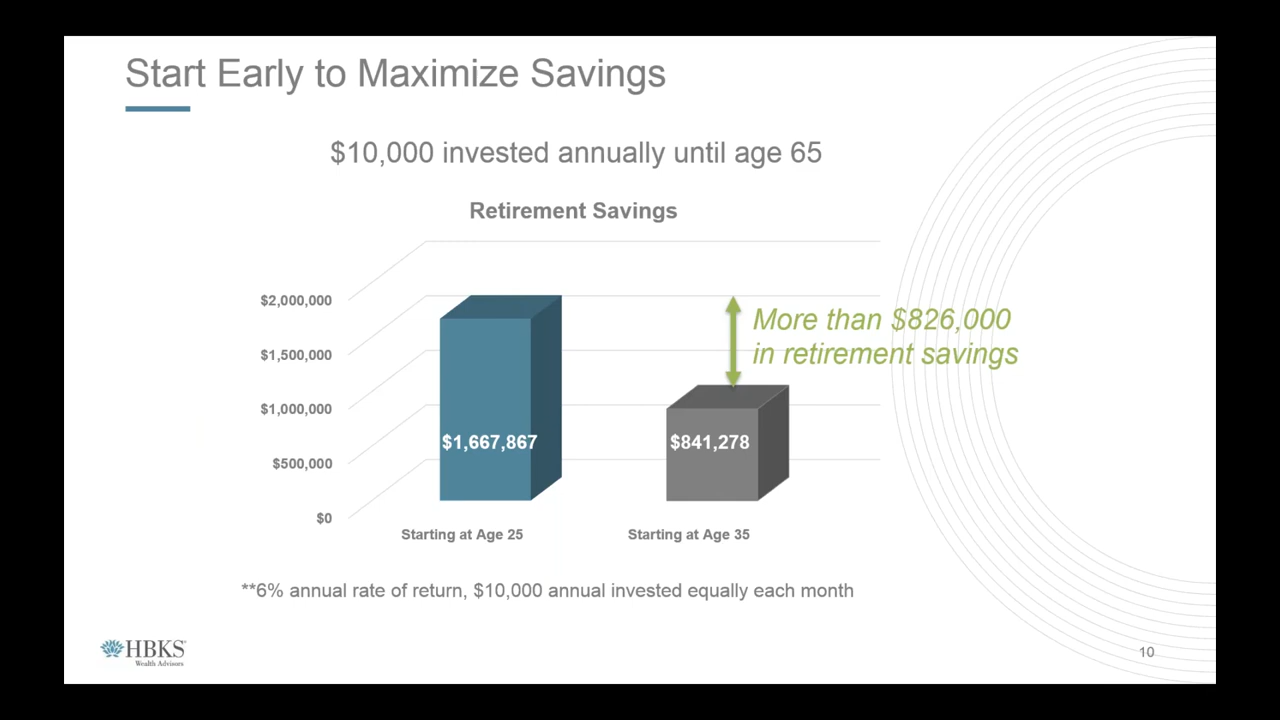 Start Early to Maximize Savings
$10,000 invested annually until age 65
Retirement Savings
$2,000,000
$1,500,000
$1,000,000
$500,000
$0
$1,667,867
$841,278
More than $826,000
in retirement savings
Starting at Age 25
Starting at Age 35
**6% annual rate of return, $10,000 annual invested equally each month
HBKS®
Wealth Advisors
10